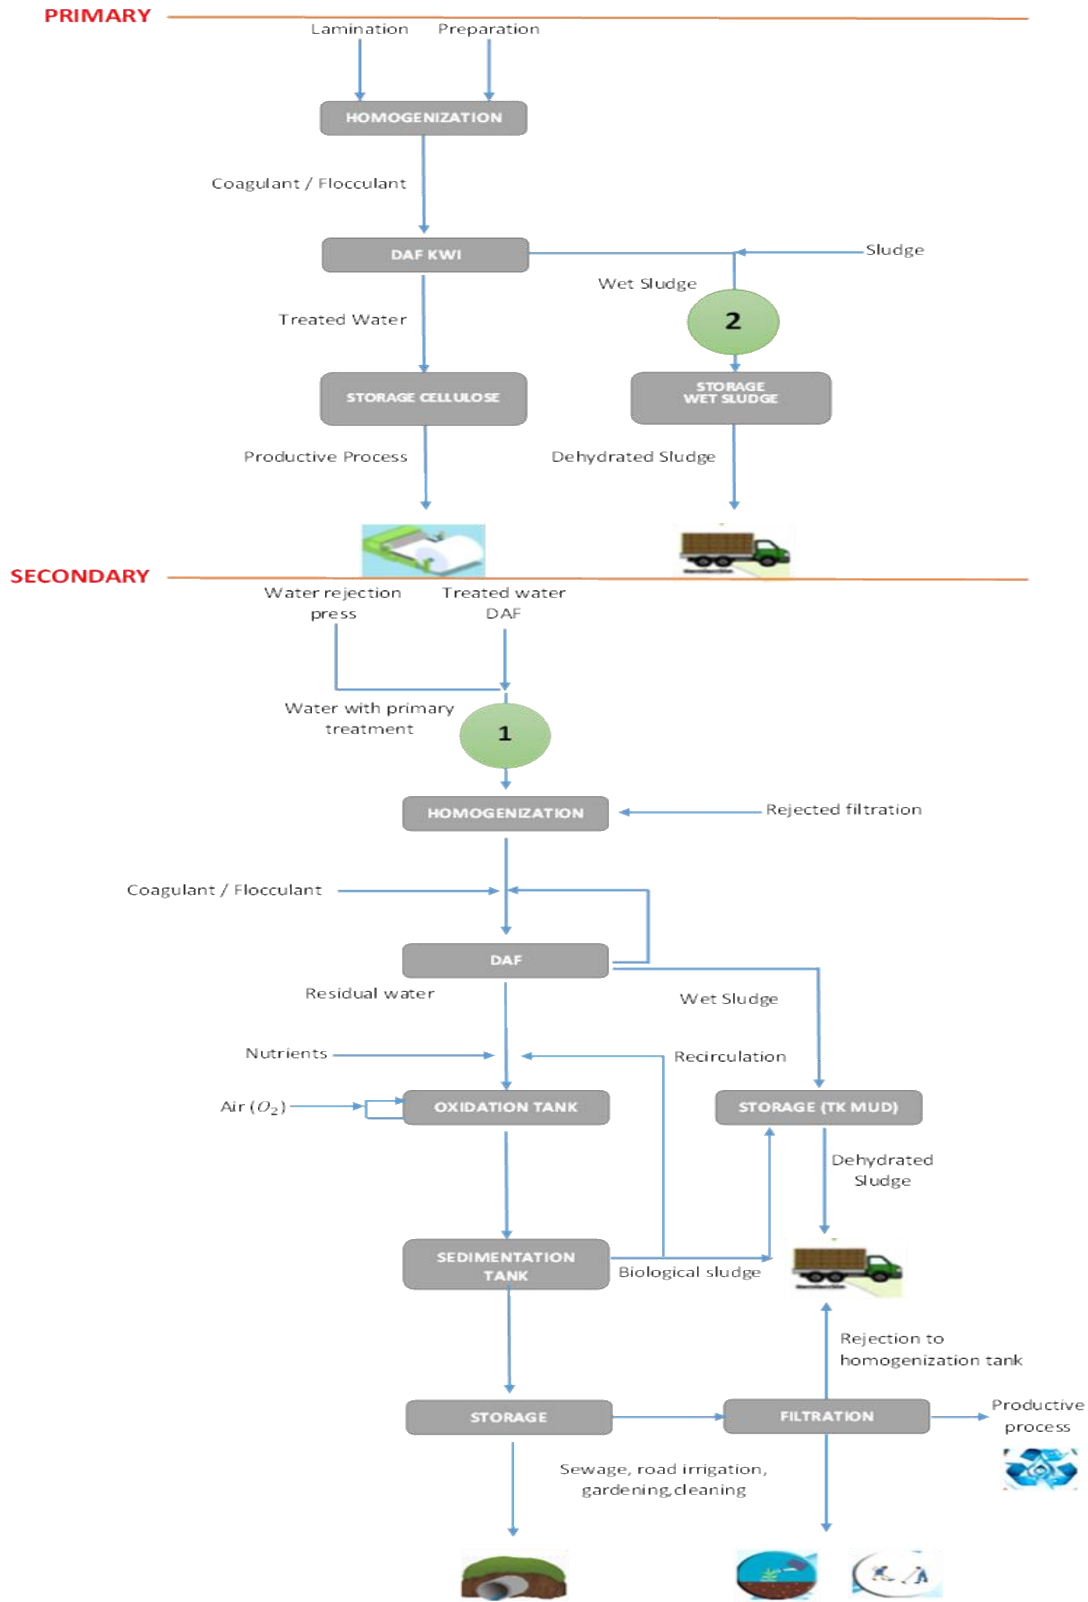 PRIMARY
Lamination Preparation
HOMOGENIZATION
Coagulant / Flocculant
DAF KWI
Sludge
Wet Sludge
2
Treated Water
STORAGE CELLULOSE
STORAGE
WET SLUDGE
Productive Process
Dehydrated Sludge
SECONDARY
Water rejection
press
Treated water
DAF
Water with primary
treatment
1
HOMOGENIZATION
Rejected filtration
Coagulant / Flocculant
DAF
Residual water
Wet Sludge
Nutrients
Recirculation
Air (O₂)
OXIDATION TANK
STORAGE (TK MUD)
Dehydrated
Sludge
SEDIMENTATION
TANK
Biological sludge
Rejection to
homogenization tank
STORAGE
FILTRATION
Productive
process
Sewage, road irrigation,
gardening,cleaning